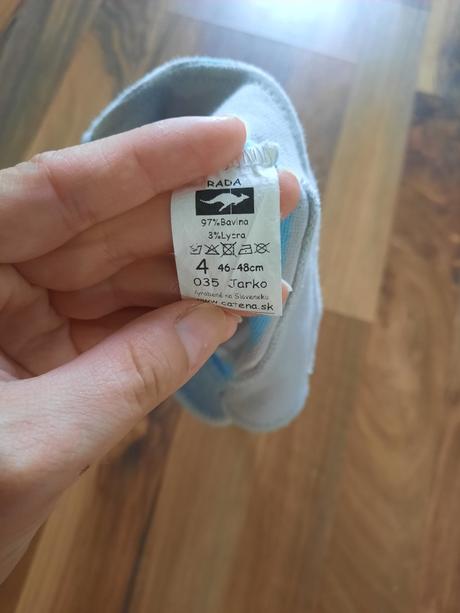 RADA
97%Bavlna
3%Lycra
4 46-48cm
035 Jarko
Vyrobené na Slovensku
www.catena.sk